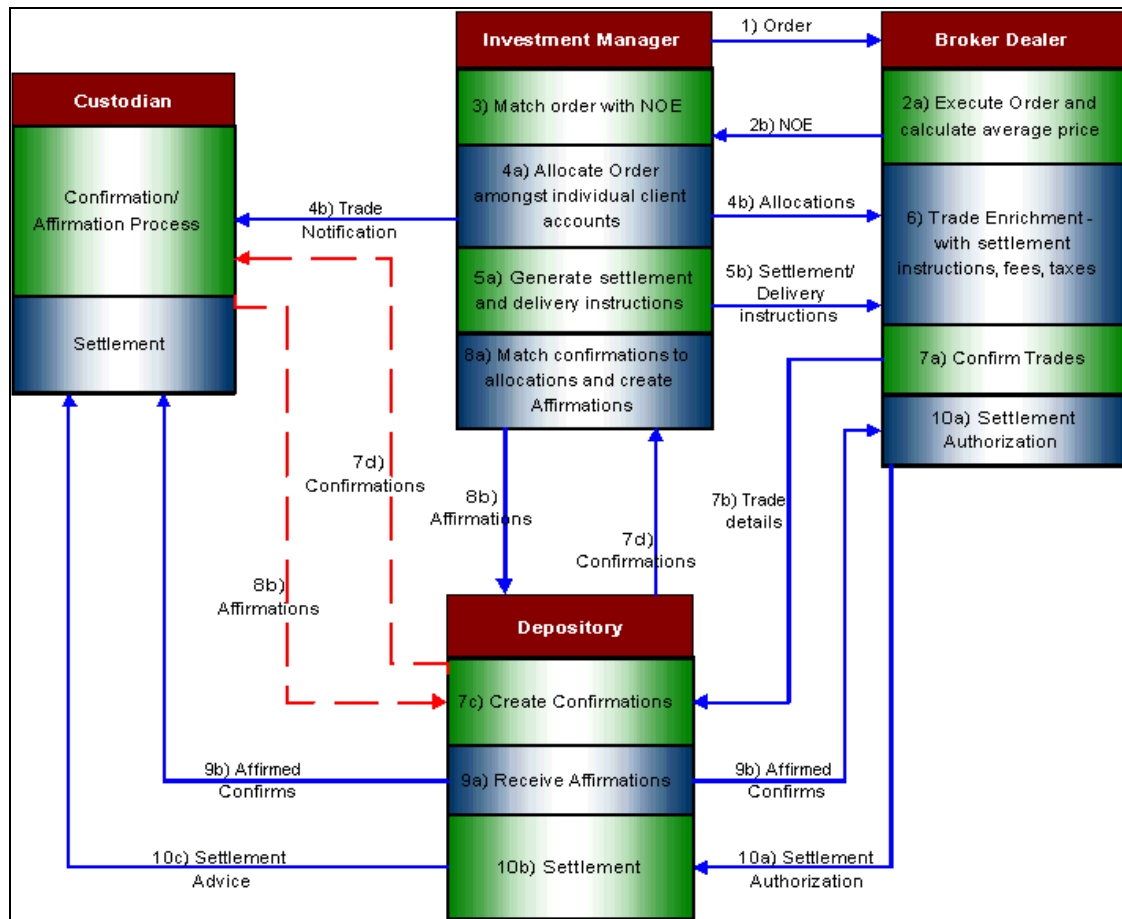 Investment Manager
1) Order
Broker Dealer
Custodian
3) Match order with NOE
2b) NOE
2a) Execute Order and
calculate average price
Confirmation/
Affirmation Process
4b) Trade
Notification
4a) Allocate Order
amongst individual client
accounts
4b) Allocations
6) Trade Enrichment -
with settlement
instructions, fees, taxes
5a) Generate settlement
and delivery instructions
5b) Settlement/
Delivery
instructions
Settlement
8a) Match confirmations to
allocations and create
Affirmations
7a) Confirm Trades
10a) Settlement
Authorization
7d)
Confirmations
8b)
Affirmations
7d)
Confirmations
7b) Trade
details
8b)
Affirmations
Depository
7c) Create Confirmations
9b) Affirmed
Confirms
9a) Receive Affirmations
9b) Affirmed
Confirms
10c) Settlement
Advice
10b) Settlement
10a) Settlement
Authorization